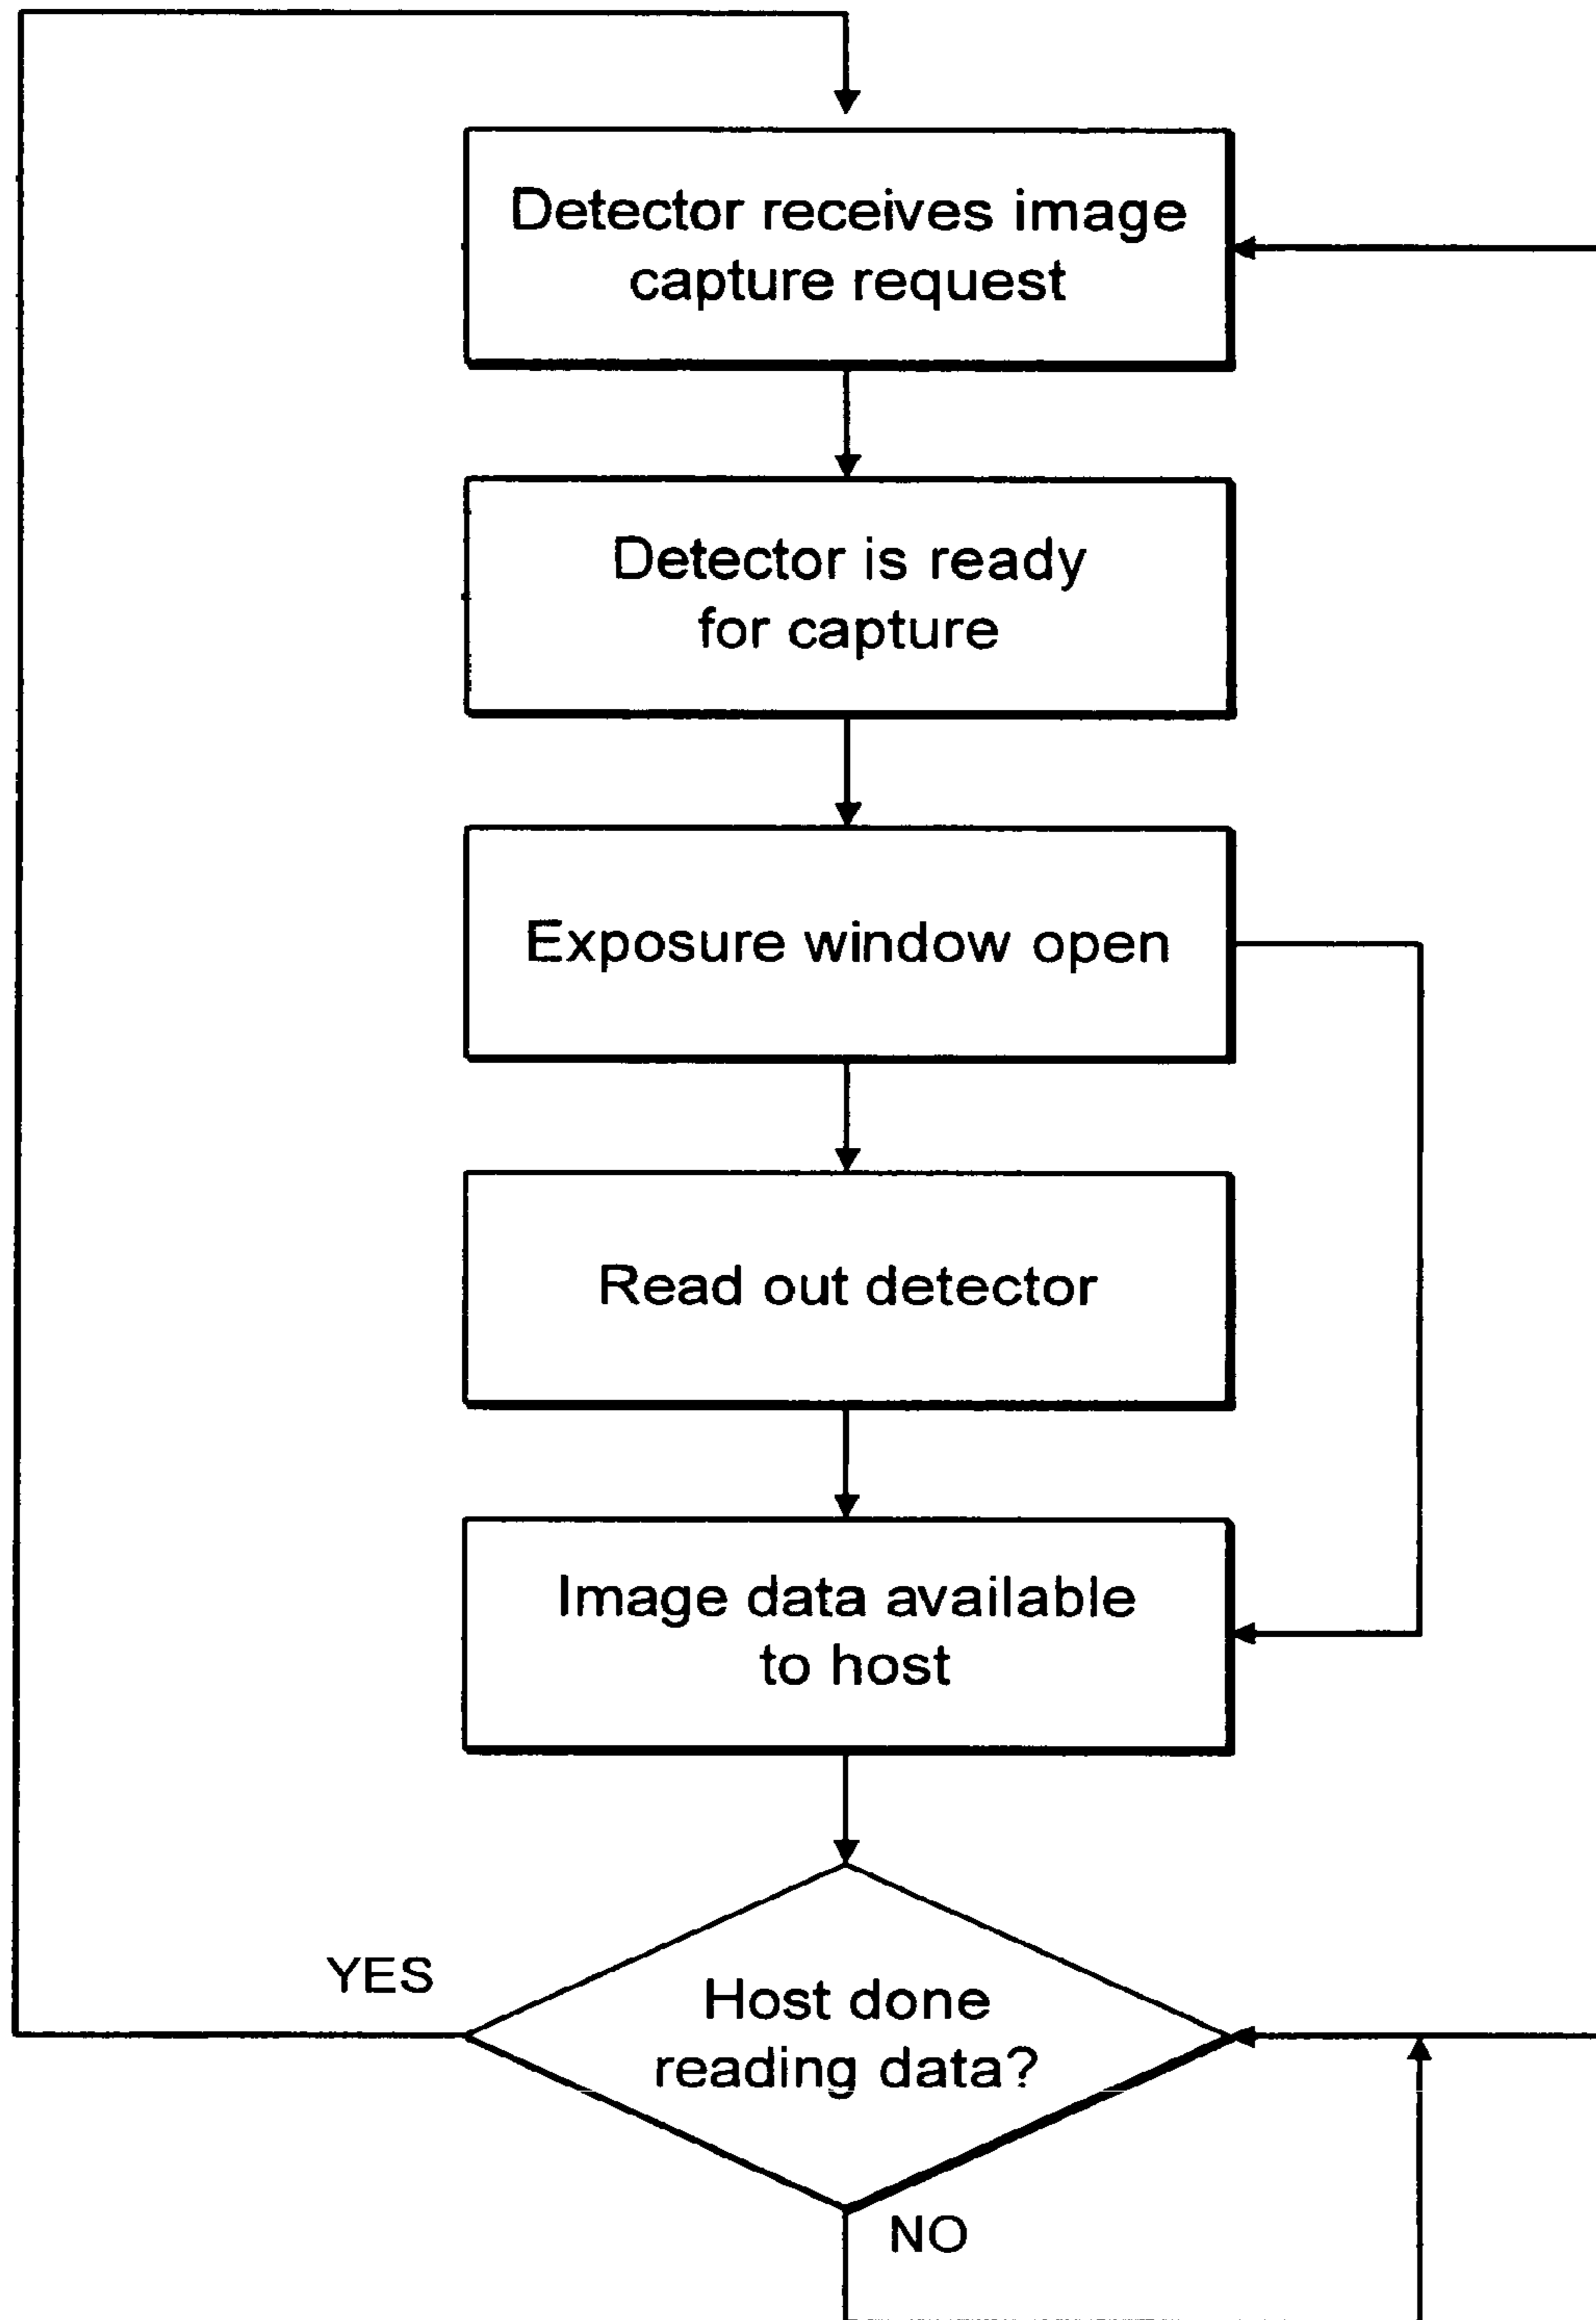 Detector receives image
capture request
Detector is ready
for capture
Exposure window open
Read out detector
Image data available
to host
YES
Host done
reading data?
NO